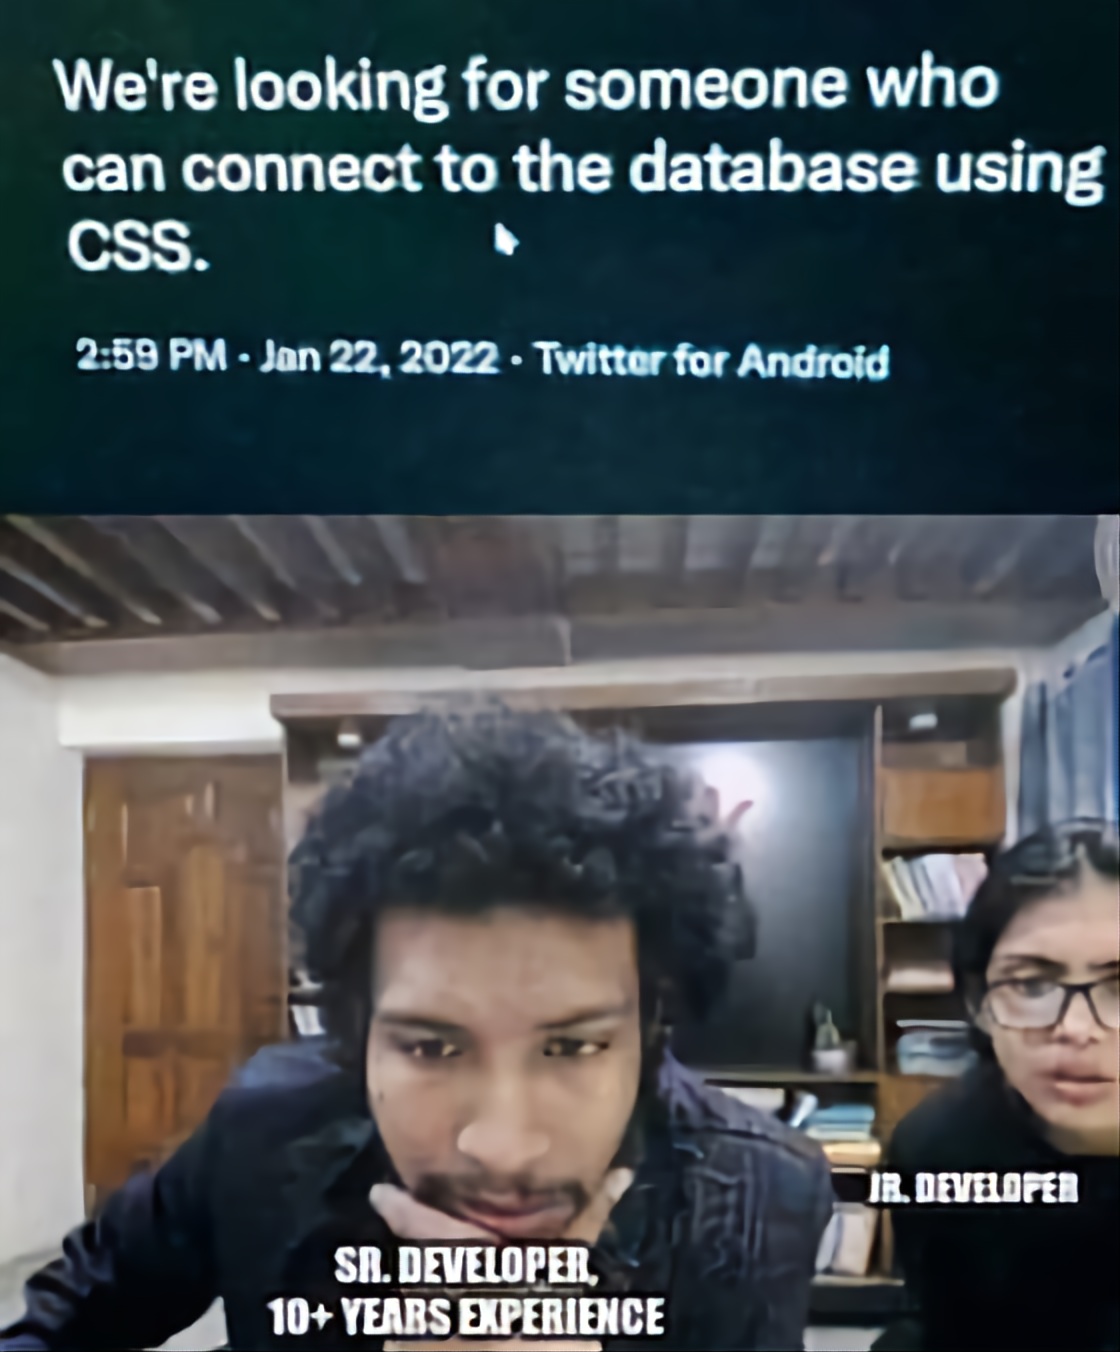 We're looking for someone who
can connect to the database using
CSS.
2:59 PM · Jan 22, 2022 · Twitter for Android
JR. DEVELOPER
SR. DEVELOPER,
10+ YEARS EXPERIENCE